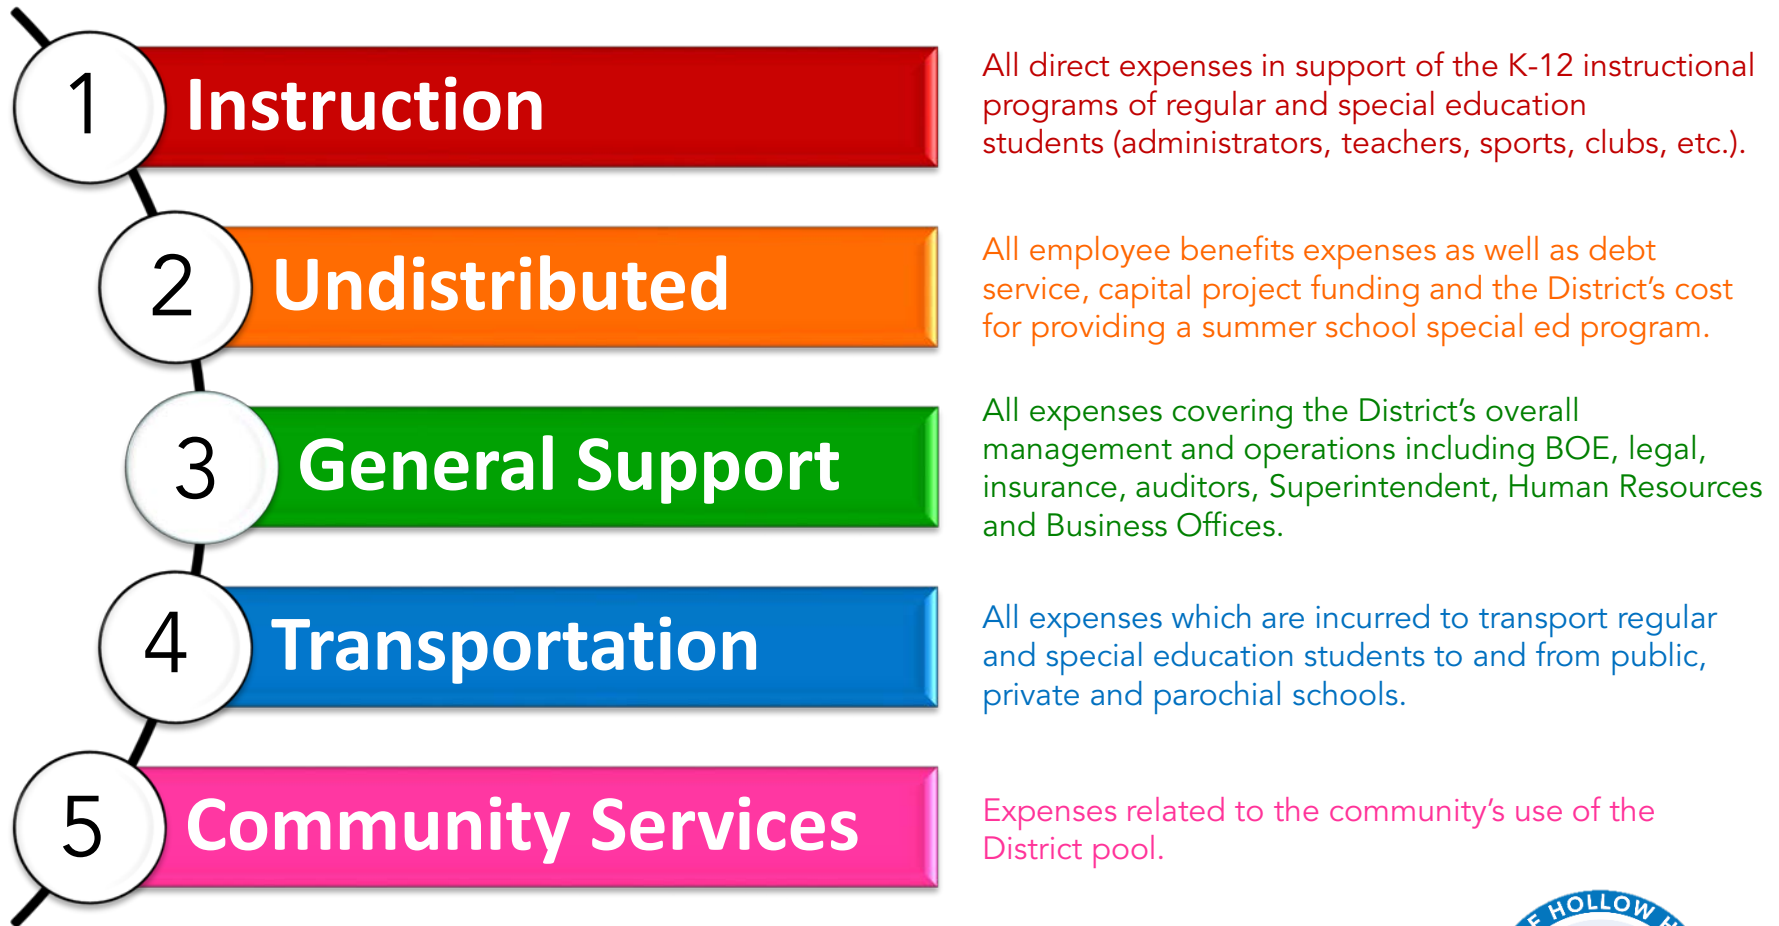 1
Instruction
All direct expenses in support of the K-12 instructional
programs of regular and special education
students (administrators, teachers, sports, clubs, etc.).
2
Undistributed
All employee benefits expenses as well as debt
service, capital project funding and the District’s cost
for providing a summer school special ed program.
3
General Support
All expenses covering the District’s overall
management and operations including BOE, legal,
insurance, auditors, Superintendent, Human Resources
and Business Offices.
4
Transportation
All expenses which are incurred to transport regular
and special education students to and from public,
private and parochial schools.
5
Community Services
Expenses related to the community’s use of the
District pool.
HOLLOW